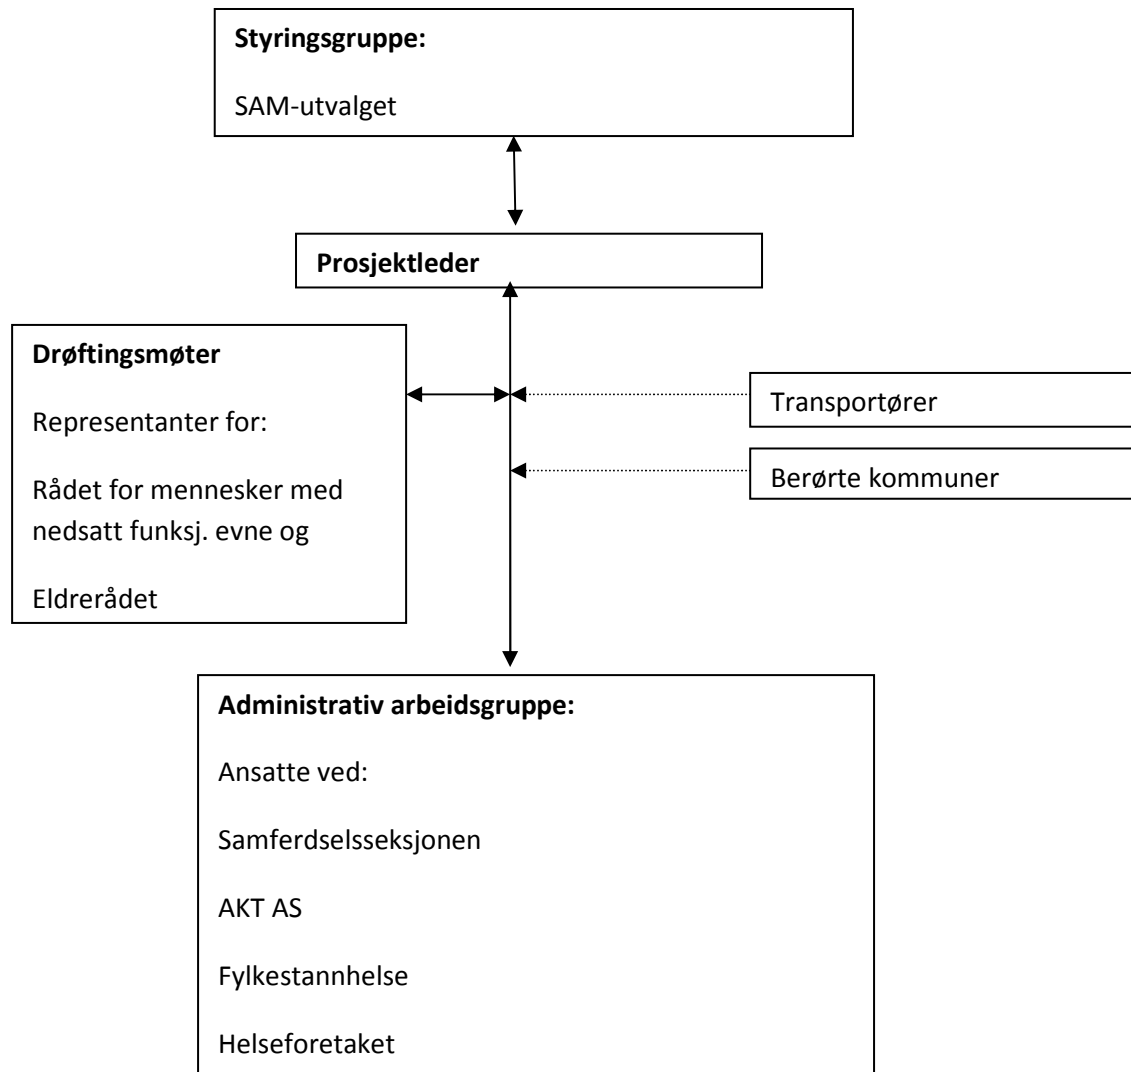 Styringsgruppe:
SAM-utvalget
Prosjektleder
Drøftingsmøter
Representanter for:
Rådet for mennesker med
nedsatt funksj. evne og
Eldrerådet
Transportører
Berørte kommuner
Administrativ arbeidsgruppe:
Ansatte ved:
Samferdselsseksjonen
AKT AS
Fylkestannhelse
Helseforetaket